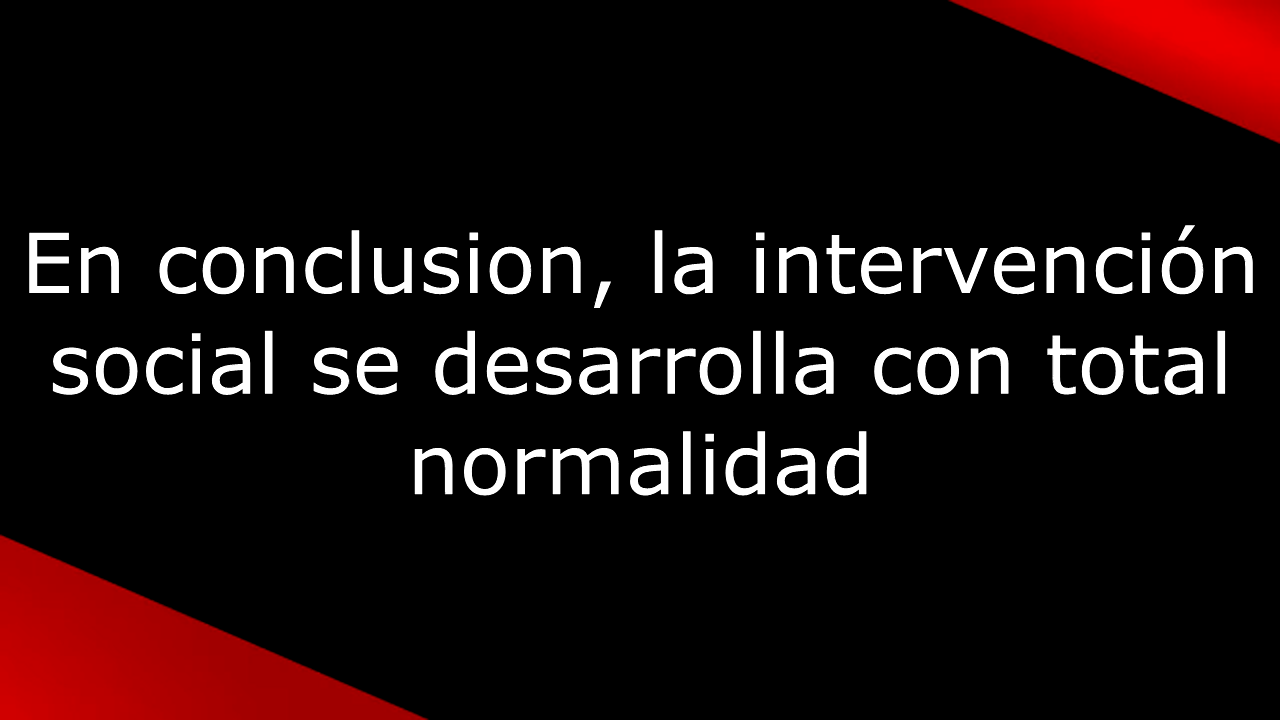 En conclusion, la intervención
social se desarrolla con total
normalidad